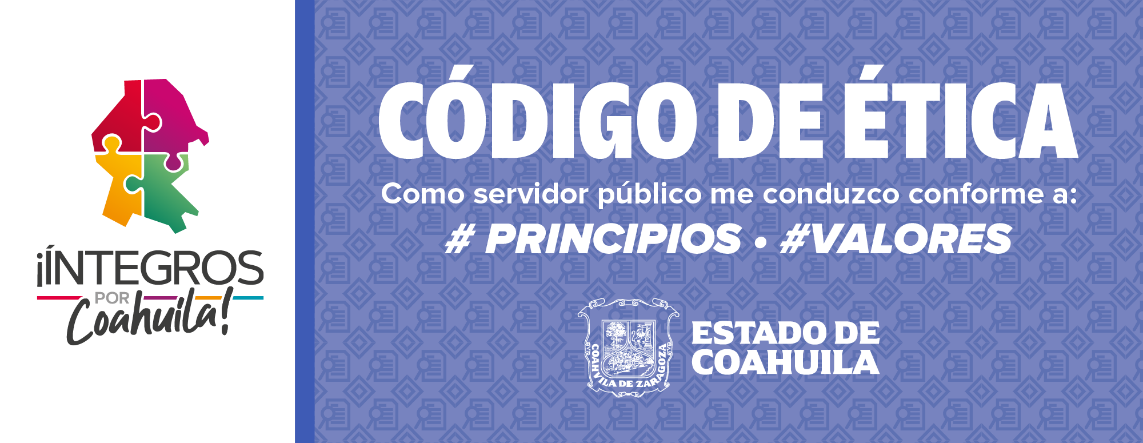 ¡ÍNTEGROS
POR
Coahuila!
CÓDIGO DE ÉTICA
Como servidor público me conduzco conforme a:
# PRINCIPIOS • #VALORES
COAHVILA DE ZARAGOZA
ESTADO DE
COAHUILA